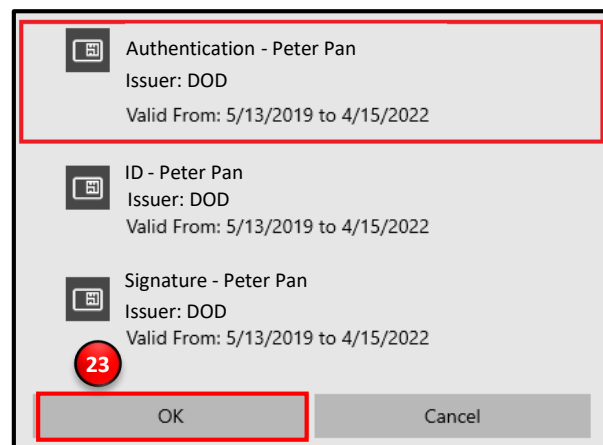 Authentication - Peter Pan
Issuer: DOD
Valid From: 5/13/2019 to 4/15/2022
ID - Peter Pan
Issuer: DOD
Valid From: 5/13/2019 to 4/15/2022
Signature - Peter Pan
Issuer: DOD
Valid From: 5/13/2019 to 4/15/2022
23
OK Cancel